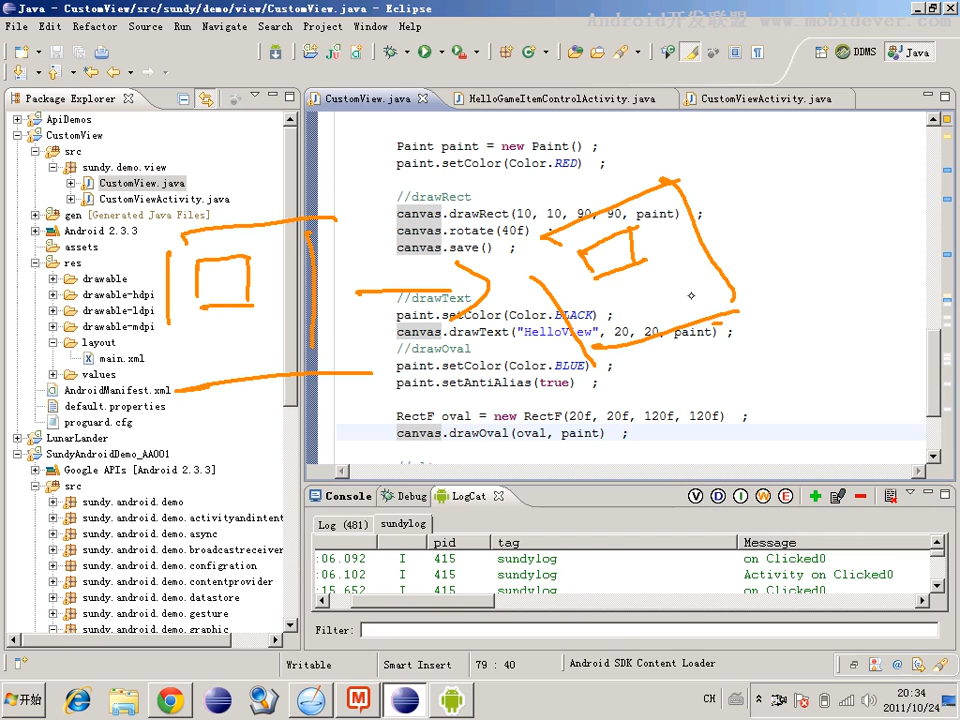 Java - CustomView/src/sundy/demo/view/CustomView.java - Eclipse
Android开发联盟 www.mobidever.com
File Edit Refactor Source Run Navigate Search Project Window Help
DDMS Java
Package Explorer
CustomView.java HelloGameItemControlActivity.java CustomViewActivity.java
ApiDemos
CustomView
src
sundy.demo.view
CustomView.java
CustomViewActivity.java
gen [Generated Java Files]
Android 2.3.3
assets
res
drawable
drawable-hdpi
drawable-ldpi
drawable-mdpi
layout
main.xml
values
AndroidManifest.xml
default.properties
proguard.cfg
LunarLander
SundyAndroidDemo_AA001
Google APIs [Android 2.3.3]
src
sundy.android.demo
sundy.android.demo.activityandintent
sundy.android.demo.async
sundy.android.demo.broadcastreceiver
sundy.android.demo.configration
sundy.android.demo.contentprovider
sundy.android.demo.datastore
sundy.android.demo.gesture
sundy.android.demo.graphic
Paint paint = new Paint() ;
paint.setColor(Color.RED) ;
//drawRect
canvas.drawRect(10, 10, 90, 90, paint) ;
canvas.rotate(40f) ;
canvas.save() ;
//drawText
paint.setColor(Color.BLACK) ;
canvas.drawText("HelloView", 20, 20, paint) ;
//drawOval
paint.setColor(Color.BLUE) ;
paint.setAntiAlias(true) ;
RectF oval = new RectF(20f, 20f, 120f, 120f) ;
canvas.drawOval(oval, paint) ;
Console Debug LogCat
V D I W E
Log (481) sundylog
pid tag Message
:06.092 I 415 sundylog on Clicked0
:06.102 I 415 sundylog Activity on Clicked0
:15.652 I 415 sundylog on Clicked0
Filter:
Writable Smart Insert 79 : 40 Android SDK Content Loader
开始
CH
20:34
2011/10/24